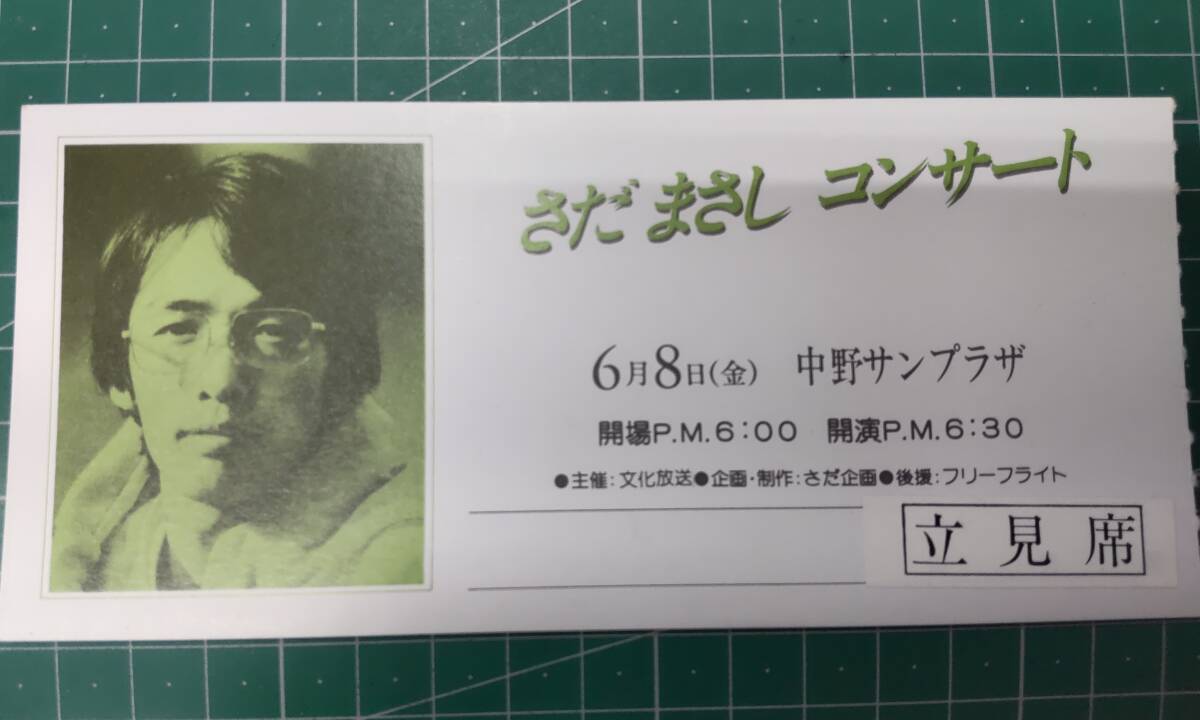 さだ まさし コンサート
6月8日(金) 中野サンプラザ
開場P.M.6:00 開演P.M.6:30
●主催:文化放送●企画・制作:さだ企画●後援:フリーフライト
立見席